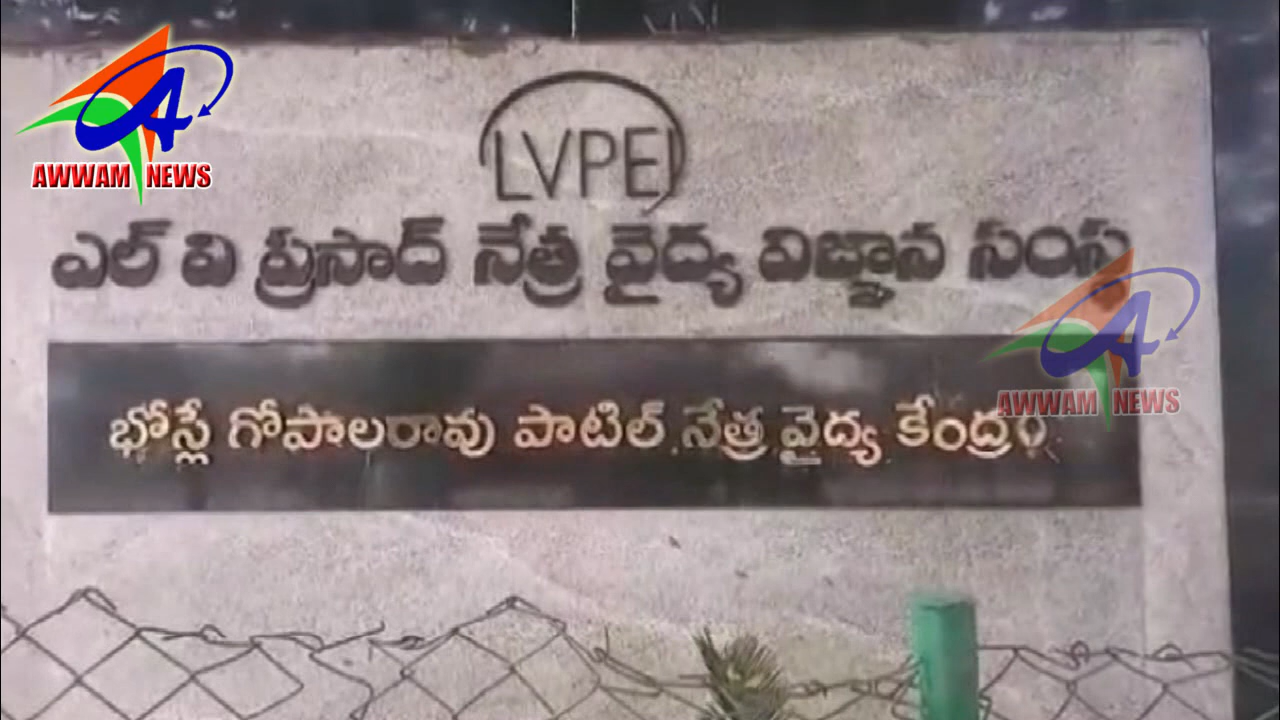 AWWAM NEWS
LVPEI
ఎల్ వి ప్రసాద్ నేత్ర వైద్య విజ్ఞాన సంస్థ
AWWAM NEWS
భోస్లే గోపాలరావు పాటిల్ నేత్ర వైద్య కేంద్రం